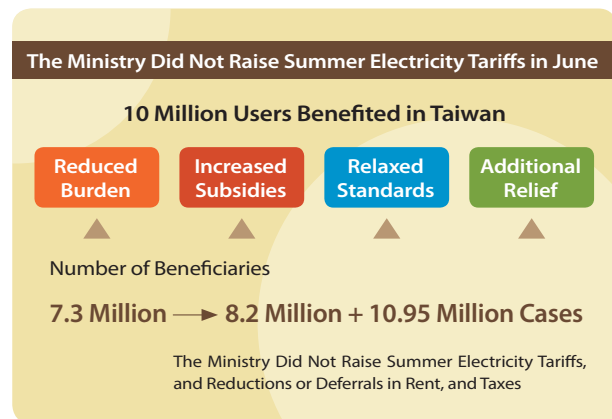 The Ministry Did Not Raise Summer Electricity Tariffs in June
10 Million Users Benefited in Taiwan
Reduced
Burden
Increased
Subsidies
Relaxed
Standards
Additional
Relief
Number of Beneficiaries
7.3 Million → 8.2 Million + 10.95 Million Cases
The Ministry Did Not Raise Summer Electricity Tariffs,
and Reductions or Deferrals in Rent, and Taxes